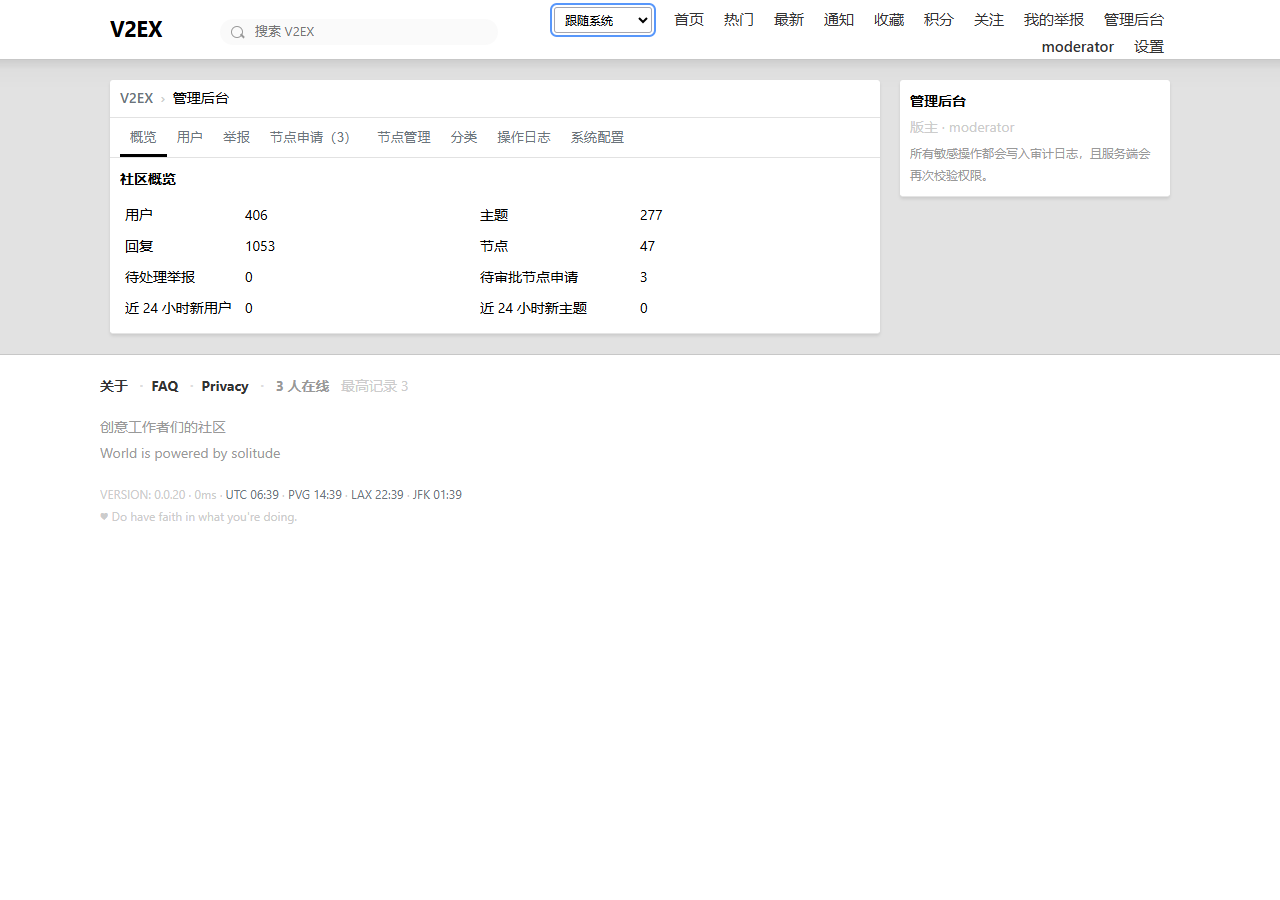 V2EX
搜索 V2EX
跟随系统
首页 热门 最新 通知 收藏 积分 关注 我的举报 管理后台
moderator 设置
V2EX › 管理后台
概览 用户 举报 节点申请（3） 节点管理 分类 操作日志 系统配置
社区概览
用户 406 主题 277
回复 1053 节点 47
待处理举报 0 待审批节点申请 3
近 24 小时新用户 0 近 24 小时新主题 0
管理后台
版主 · moderator
所有敏感操作都会写入审计日志，且服务端会
再次校验权限。
关于 · FAQ · Privacy · 3 人在线 最高记录 3
创意工作者们的社区
World is powered by solitude
VERSION: 0.0.20 · 0ms · UTC 06:39 · PVG 14:39 · LAX 22:39 · JFK 01:39
♥ Do have faith in what you're doing.